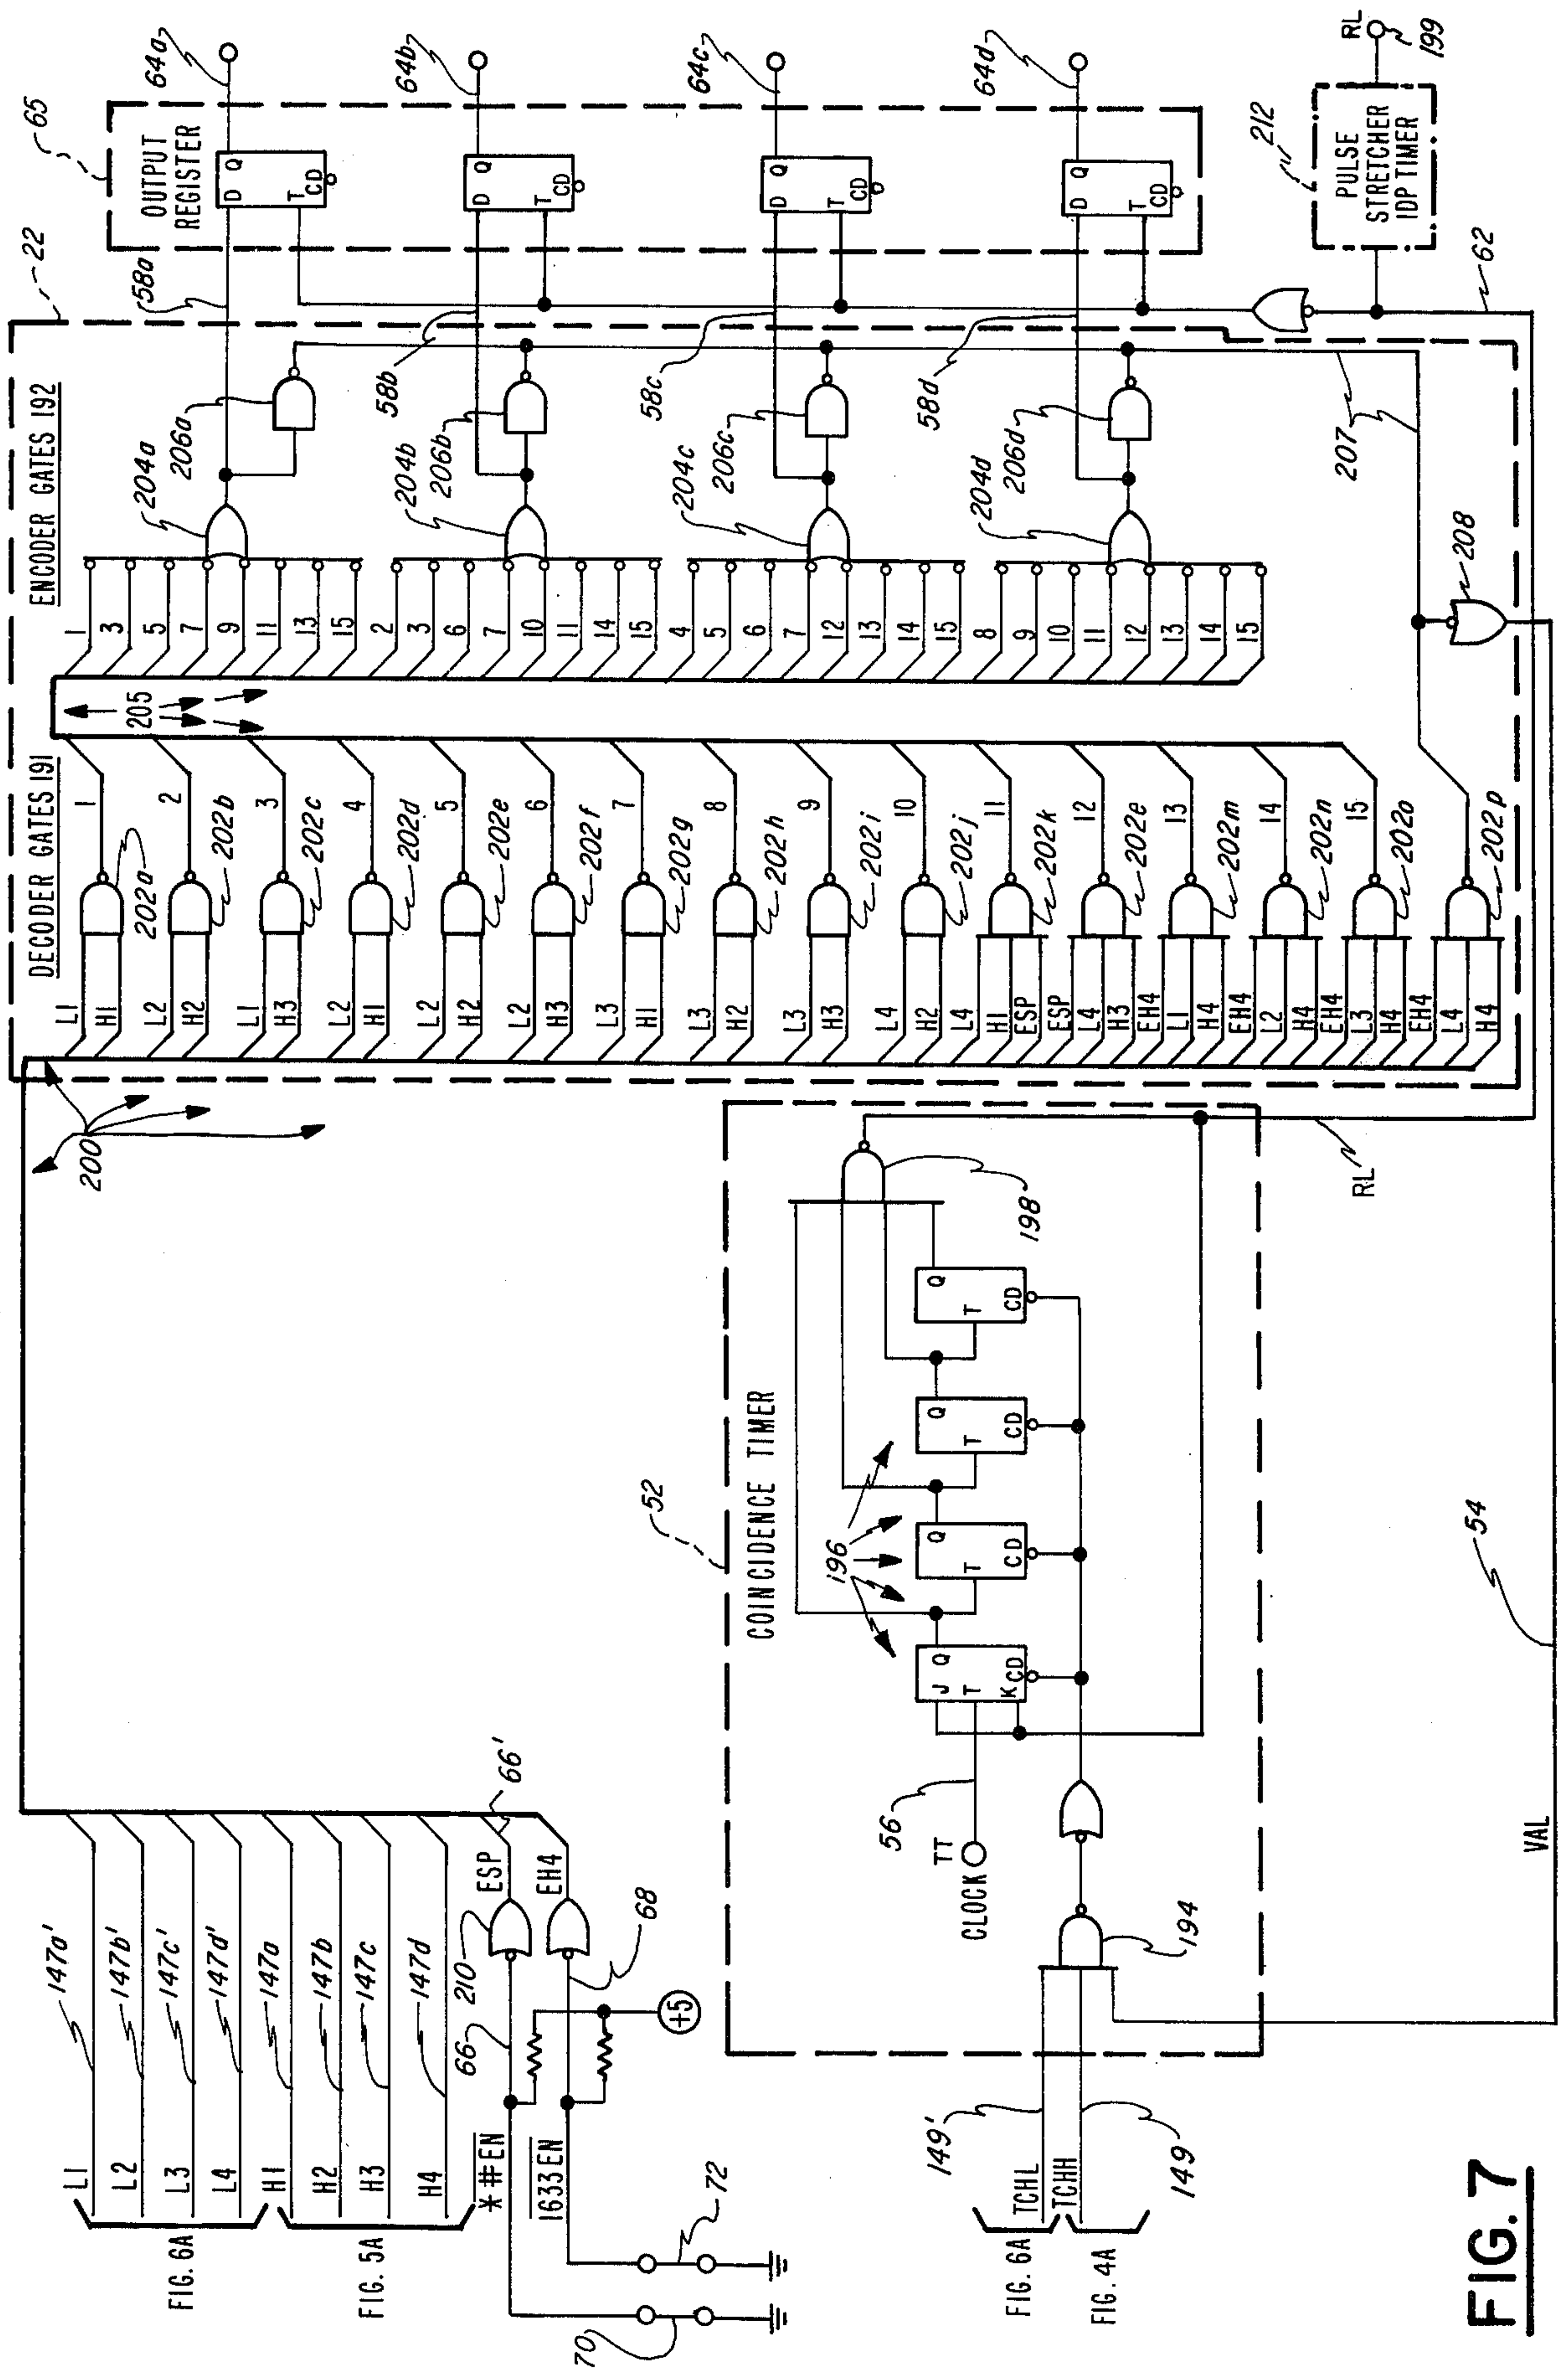 FIG. 7
FIG. 6A
L1
147a'
L2
147b'
L3
147c'
L4
147d'
FIG. 5A
H1
147a
H2
147b
H3
147c
H4
147d
*#EN
66
210
ESP
66'
1633EN
68
EH4
+5
70
72
200
DECODER GATES 191
L1
H1
202a
1
L2
H2
202b
2
L1
H3
202c
3
L2
H1
202d
4
L2
H2
202e
5
L2
H3
202f
6
L3
H1
202g
7
L3
H2
202h
8
L3
H3
202i
9
L4
H2
202j
10
L4
H1
ESP
202k
11
ESP
L4
H3
202e
12
EH4
L1
H4
202m
13
EH4
L2
H4
202n
14
EH4
L3
H4
202o
15
EH4
L4
H4
202p
205
ENCODER GATES 192
22
1
3
5
7
9
11
13
15
204a
206a
58a
2
3
6
7
10
11
14
15
204b
206b
58b
4
5
6
7
12
13
14
15
204c
206c
58c
8
9
10
11
12
13
14
15
204d
206d
58d
207
208
OUTPUT
REGISTER
65
D Q
T
CD
64a
D Q
T
CD
64b
D Q
T
CD
64c
D Q
T
CD
64d
212
PULSE
STRETCHER
IDP TIMER
RL
199
62
COINCIDENCE TIMER
52
FIG. 6A
TCHL
149'
FIG. 4A
TCHH
149
194
CLOCK
TT
56
J Q
T
K CD
Q
T
CD
Q
T
CD
Q
T
CD
196
198
RL
VAL
54